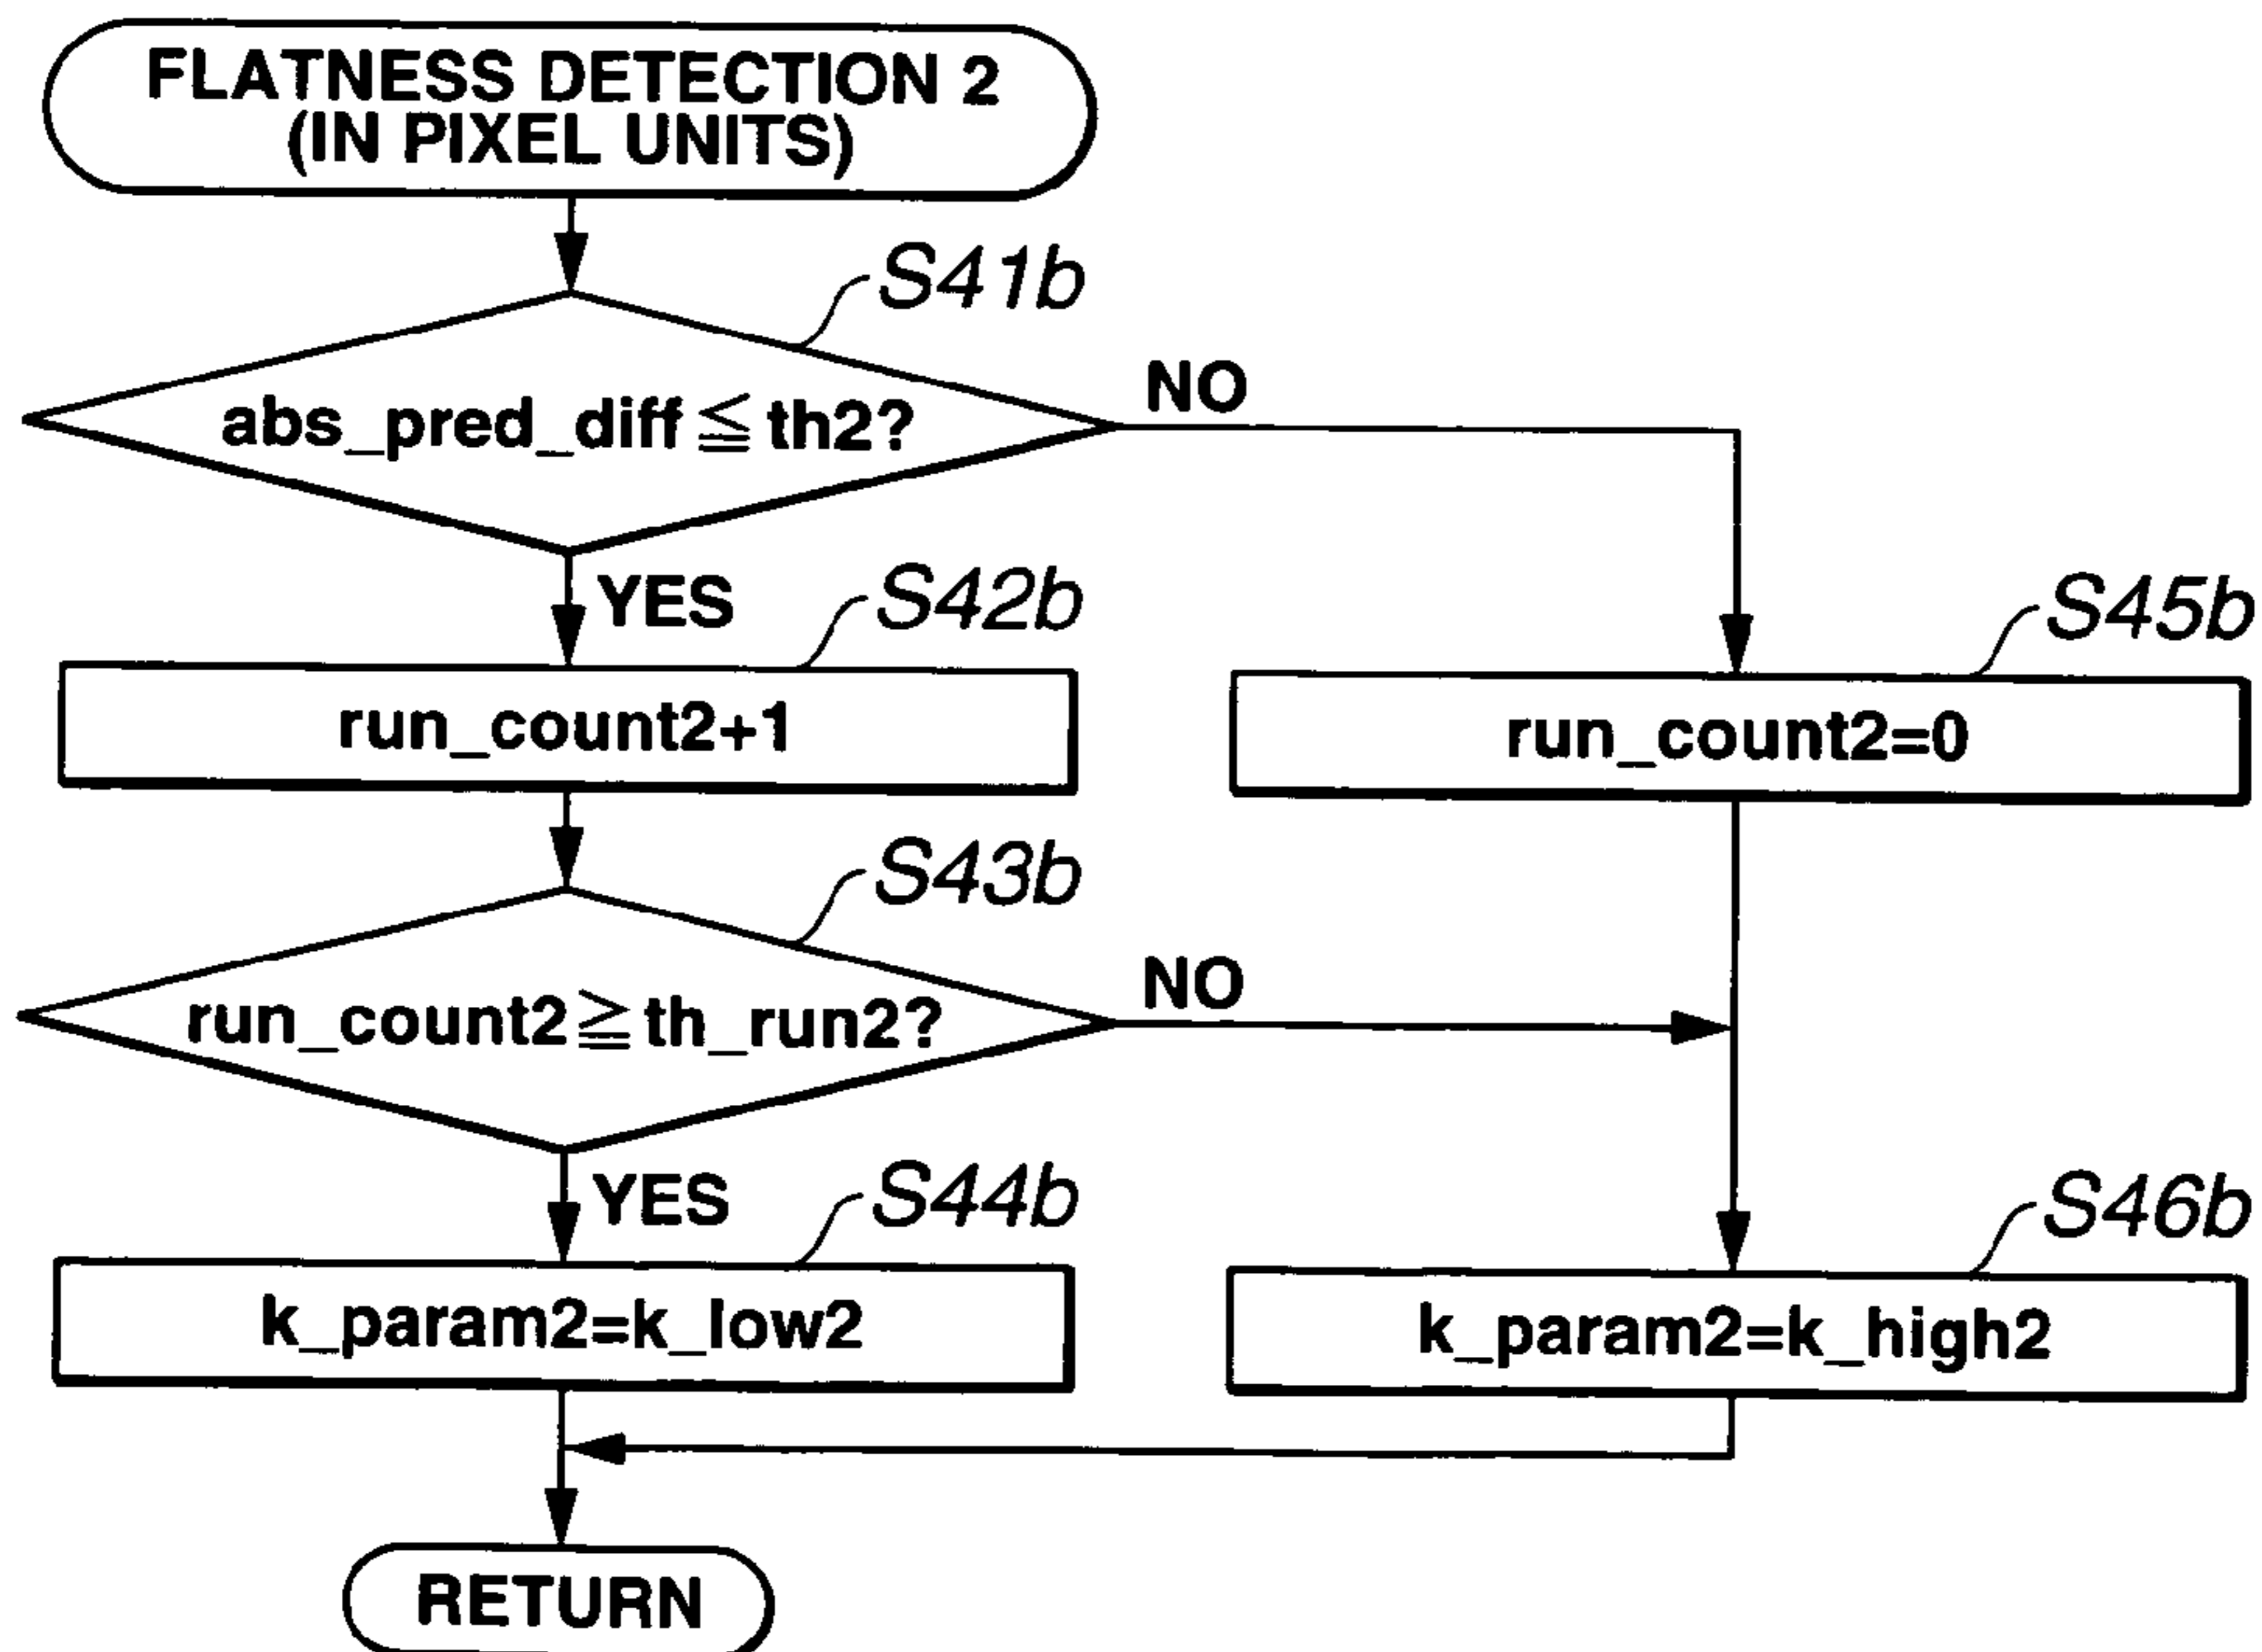 FLATNESS DETECTION 2
(IN PIXEL UNITS)
S41b
abs_pred_diff≦th2?
NO
YES
S42b
S45b
run_count2+1
run_count2=0
S43b
run_count2≧th_run2?
NO
YES
S44b
S46b
k_param2=k_low2
k_param2=k_high2
RETURN